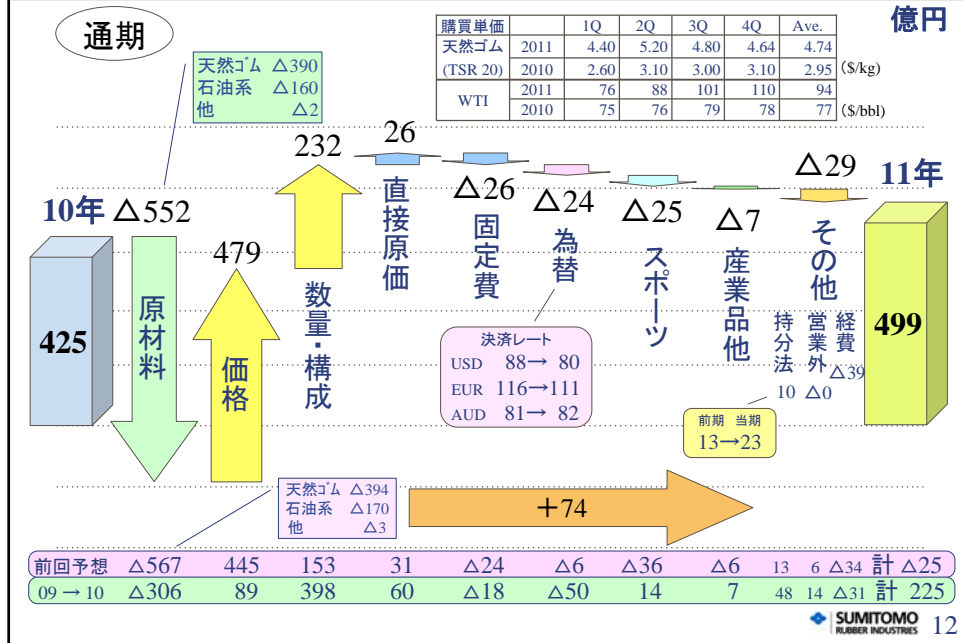 通期
億円
購買単価 1Q 2Q 3Q 4Q Ave.
天然ゴム 2011 4.40 5.20 4.80 4.64 4.74
(TSR 20) 2010 2.60 3.10 3.00 3.10 2.95 ($/kg)
WTI 2011 76 88 101 110 94
2010 75 76 79 78 77 ($/bbl)
天然ゴム △390
石油系 △160
他 △2
10年
425
△552
原材料
479
価格
232
数量・構成
26
直接原価
△26
固定費
△24
為替
△25
スポーツ
△7
産業品他
△29
その他
持分法 10
営業外 △0
経費 △39
11年
499
決済レート
USD 88→ 80
EUR 116→111
AUD 81→ 82
前期 当期
13→23
天然ゴム △394
石油系 △170
他 △3
+74
前回予想 △567 445 153 31 △24 △6 △36 △6 13 6 △34 計 △25
09→10 △306 89 398 60 △18 △50 14 7 48 14 △31 計 225
SUMITOMO
RUBBER INDUSTRIES
12